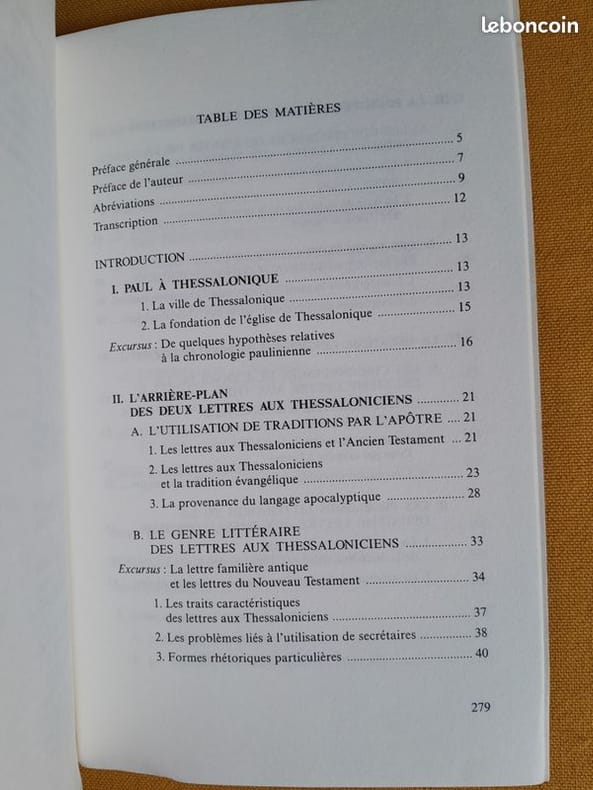 leboncoin
TABLE DES MATIÈRES
Préface générale ........................................ 5
Préface de l'auteur ........................................ 7
Abréviations ........................................ 9
Transcription ........................................ 12
INTRODUCTION ........................................ 13
I. PAUL À THESSALONIQUE ........................................ 13
1. La ville de Thessalonique ........................................ 13
2. La fondation de l'église de Thessalonique .................... 15
Excursus : De quelques hypothèses relatives
à la chronologie paulinienne .............................. 16
II. L'ARRIÈRE-PLAN
DES DEUX LETTRES AUX THESSALONICIENS ............ 21
A. L'UTILISATION DE TRADITIONS PAR L'APÔTRE .... 21
1. Les lettres aux Thessaloniciens et l'Ancien Testament ... 21
2. Les lettres aux Thessaloniciens
et la tradition évangélique .............................. 23
3. La provenance du langage apocalyptique .................... 28
B. LE GENRE LITTÉRAIRE
DES LETTRES AUX THESSALONICIENS .................. 33
Excursus : La lettre familière antique
et les lettres du Nouveau Testament .......................... 34
1. Les traits caractéristiques
des lettres aux Thessaloniciens .............................. 37
2. Les problèmes liés à l'utilisation de secrétaires ............... 38
3. Formes rhétoriques particulières .............................. 40
279